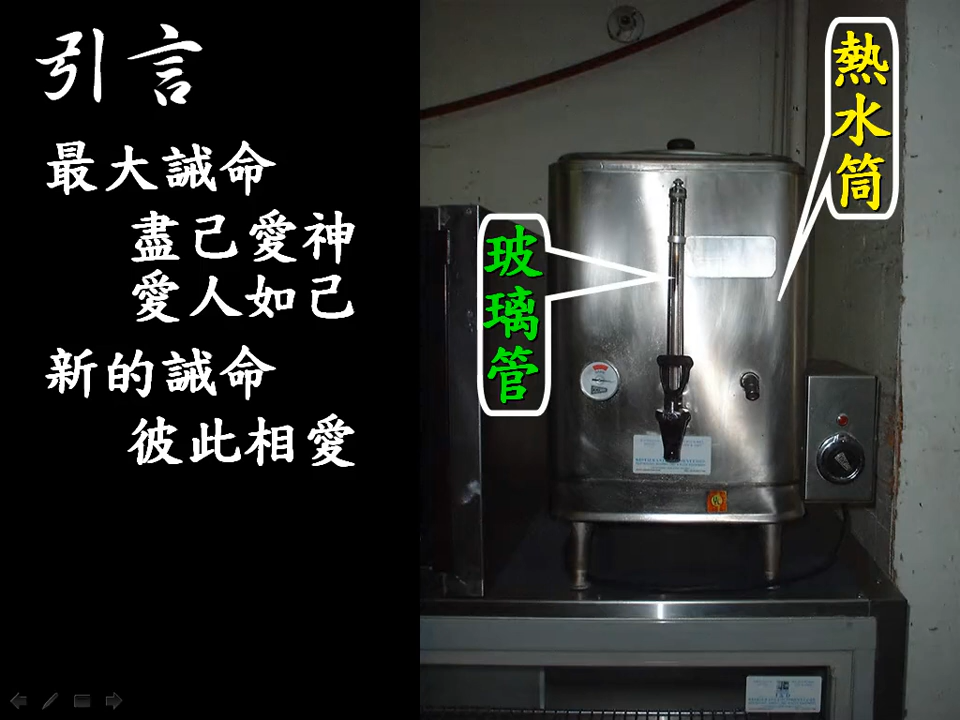 引言
最大誡命
盡己愛神
愛人如己
新的誡命
彼此相愛
玻璃管
熱水筒